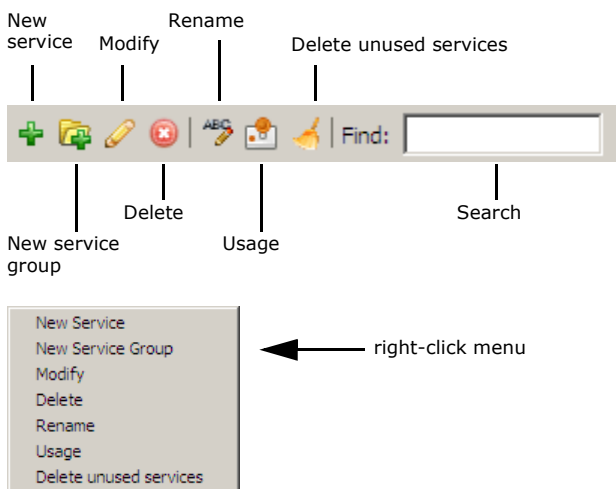 New
service
Modify
Rename
Delete unused services
ABC
Find:
Delete
Search
New service
group
Usage
New Service
New Service Group
Modify
Delete
Rename
Usage
Delete unused services
right-click menu